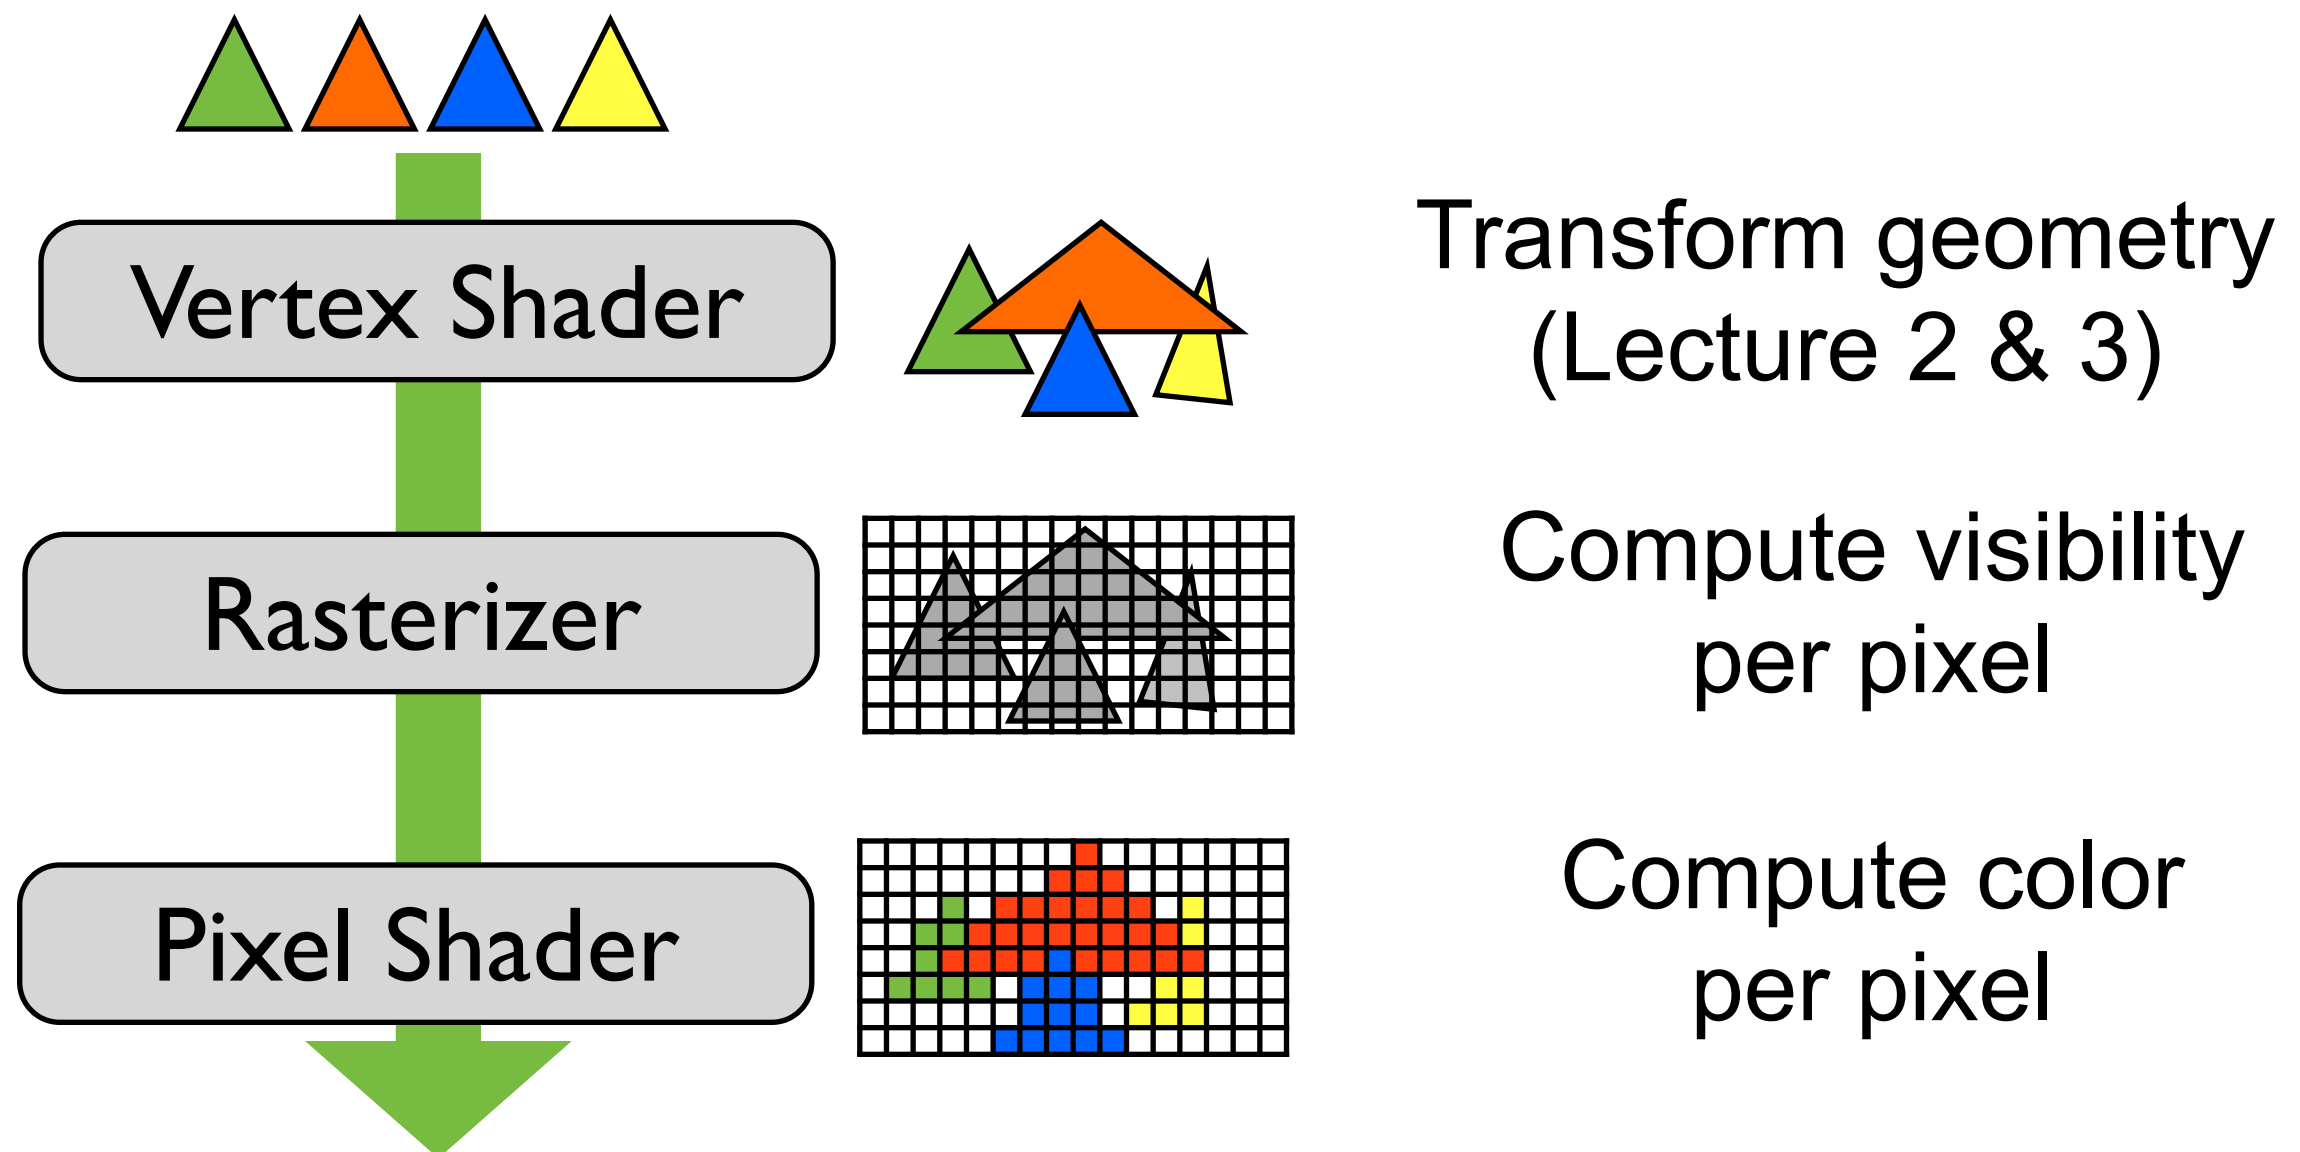 Vertex Shader
Transform geometry
(Lecture 2 & 3)
Rasterizer
Compute visibility
per pixel
Pixel Shader
Compute color
per pixel